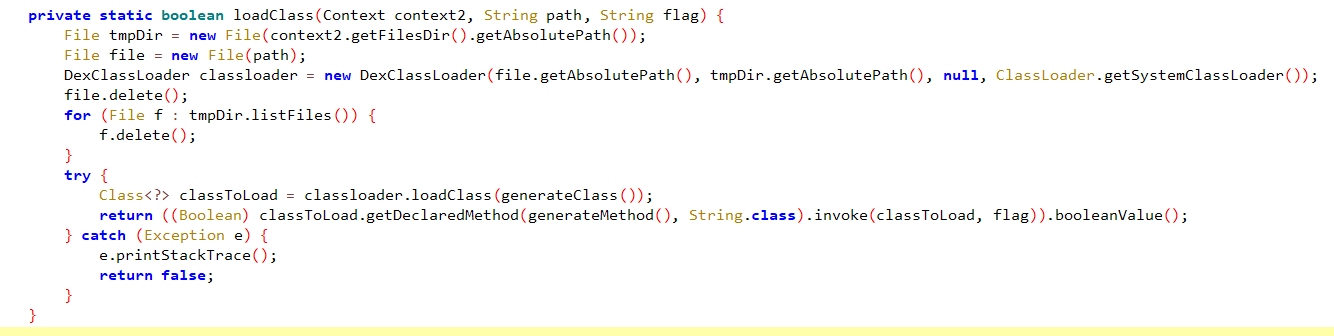 private static boolean loadClass(Context context2, String path, String flag) {
    File tmpDir = new File(context2.getFilesDir().getAbsolutePath());
    File file = new File(path);
    DexClassLoader classloader = new DexClassLoader(file.getAbsolutePath(), tmpDir.getAbsolutePath(), null, ClassLoader.getSystemClassLoader());
    file.delete();
    for (File f : tmpDir.listFiles()) {
        f.delete();
    }
    try {
        Class<?> classToLoad = classloader.loadClass(generateClass());
        return ((Boolean) classToLoad.getDeclaredMethod(generateMethod(), String.class).invoke(classToLoad, flag)).booleanValue();
    } catch (Exception e) {
        e.printStackTrace();
        return false;
    }
}